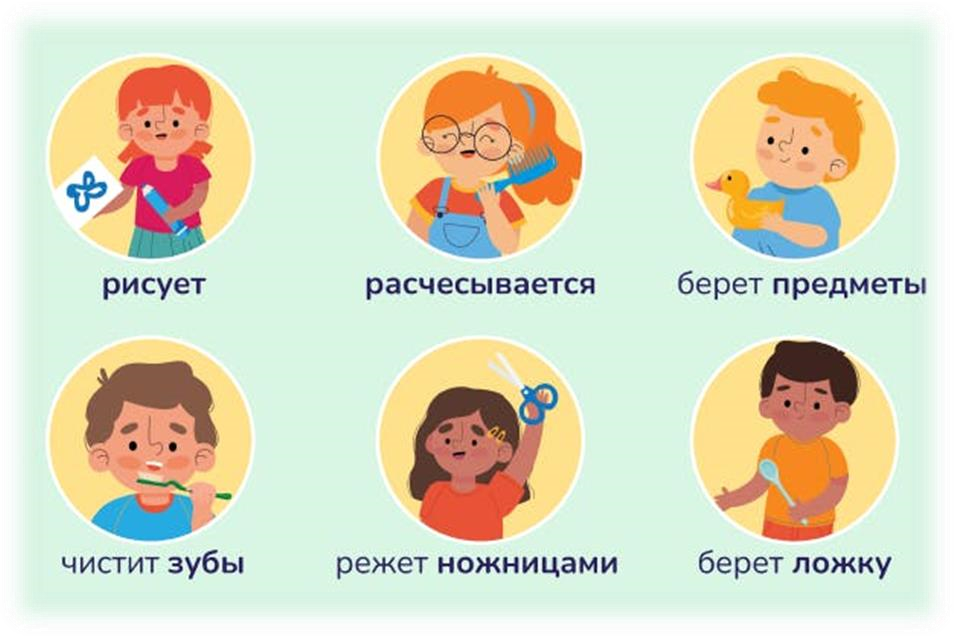 рисует
расчесывается
берет предметы
чистит зубы
режет ножницами
берет ложку